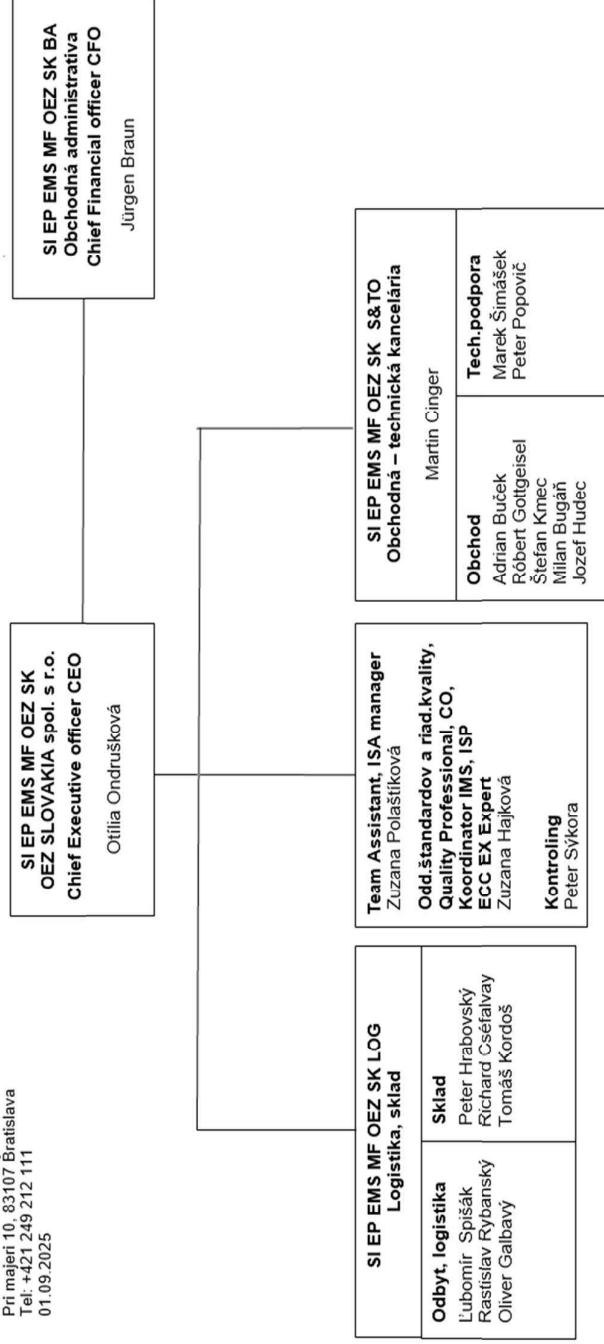 Pri majeri 10, 83107 Bratislava
Tel: +421 249 212 111
01.09.2025
SI EP EMS MF OEZ SK
OEZ SLOVAKIA spol. s r.o.
Chief Executive officer CEO
Otília Ondrušková
SI EP EMS MF OEZ SK BA
Obchodná administrativa
Chief Financial officer CFO
Jürgen Braun
SI EP EMS MF OEZ SK LOG
Logistika, sklad
Odbyt, logistika
Ľubomír Spišák
Rastislav Rybanský
Oliver Galbavý
Sklad
Peter Hrabovský
Richard Cséfalvay
Tomáš Kordoš
Team Assistant, ISA manager
Zuzana Polaštíková
Odd.štandardov a riad.kvality,
Quality Professional, CO,
Koordinator IMS, ISP
ECC EX Expert
Zuzana Hajková
Kontroling
Peter Sýkora
SI EP EMS MF OEZ SK S&TO
Obchodná – technická kancelária
Martin Cinger
Obchod
Adrian Buček
Róbert Gottgeisel
Štefan Kmec
Milan Bugáň
Jozef Hudec
Tech.podpora
Marek Šimášek
Peter Popovič